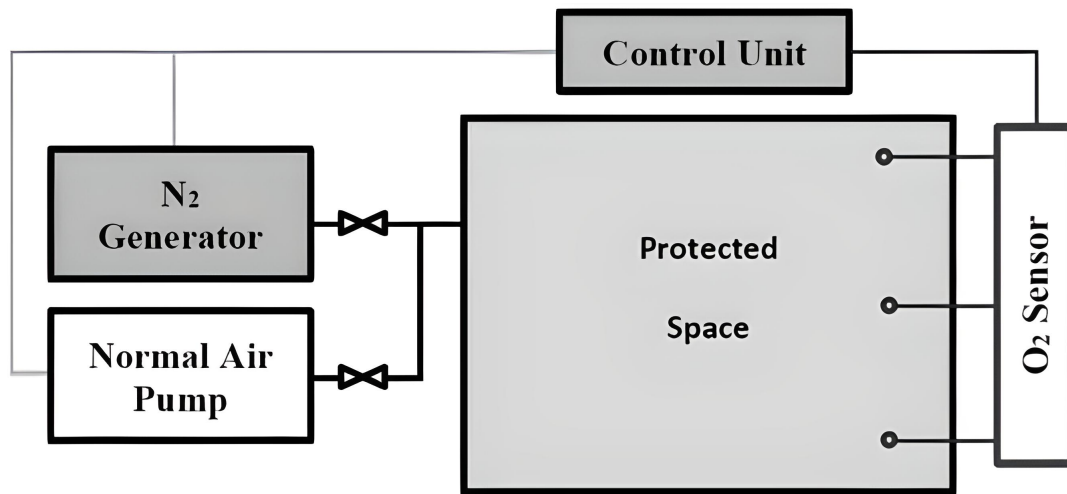 Control Unit
N₂
Generator
Protected
Space
Normal Air
Pump
O₂ Sensor